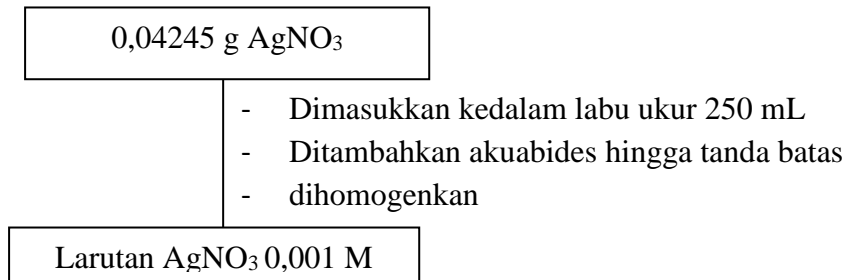 0,04245 g AgNO₃
- Dimasukkan kedalam labu ukur 250 mL
- Ditambahkan akuabides hingga tanda batas
- dihomogenkan
Larutan AgNO₃ 0,001 M